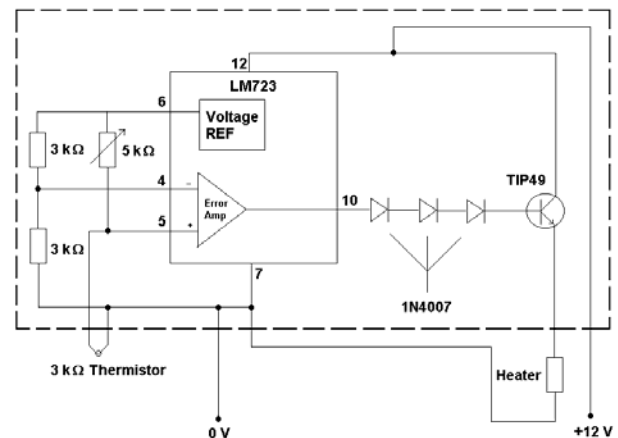 12
LM723
6
Voltage
REF
3 kΩ
5 kΩ
TIP49
4
−
Error
Amp
10
5
+
3 kΩ
7
1N4007
3 kΩ Thermistor
Heater
0 V
+12 V